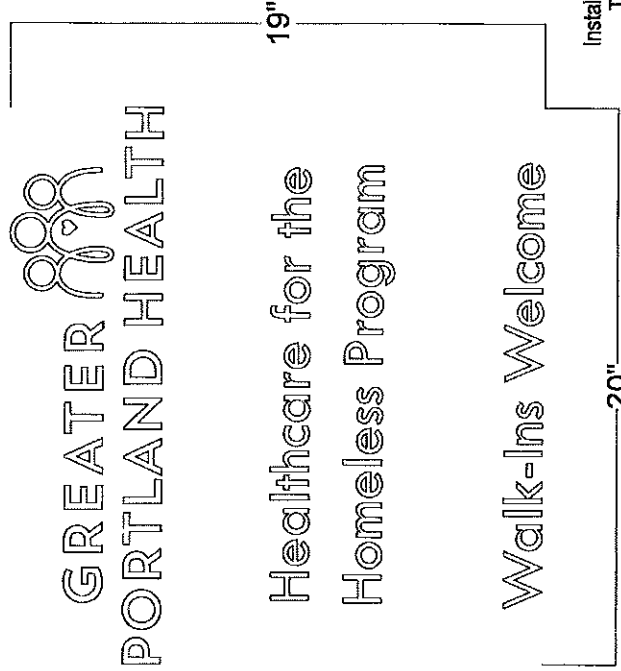 GREATER
PORTLAND HEALTH
Healthcare for the
Homeless Program
Walk-Ins Welcome
19"
20"